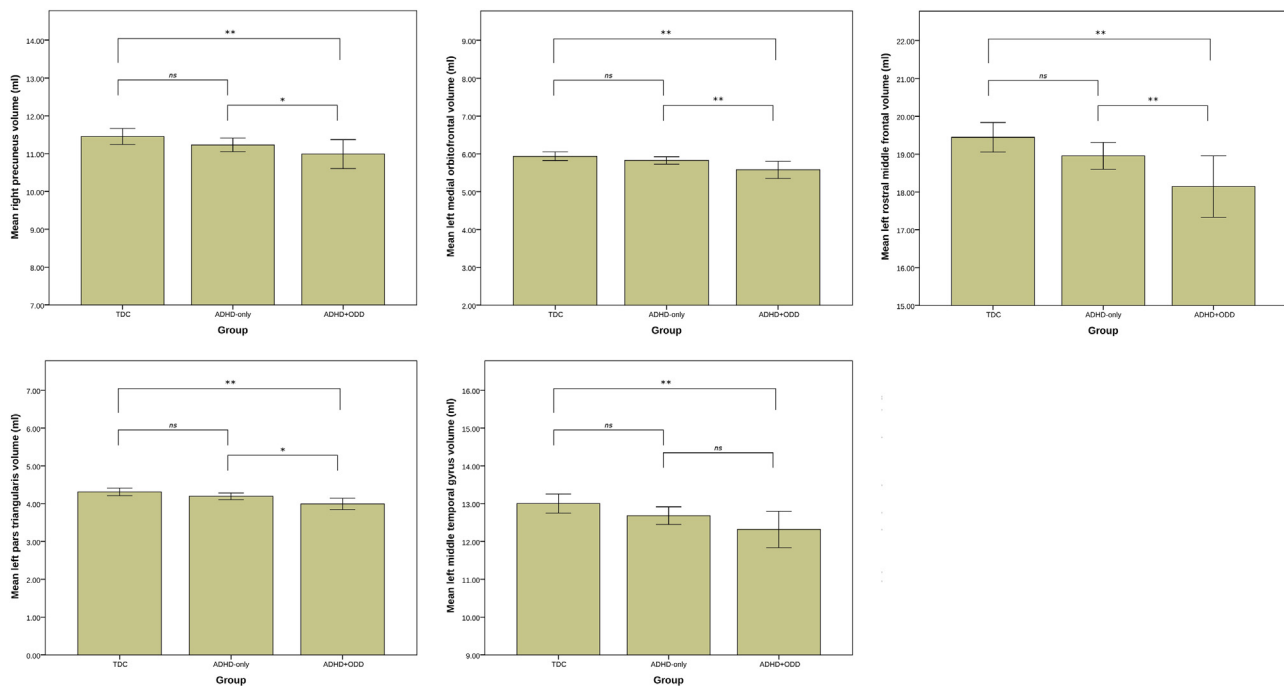 Mean right precuneus volume (ml)
14.00
13.00
12.00
11.00
10.00
9.00
8.00
7.00
**
ns
*
TDC
ADHD-only
ADHD+ODD
Group
Mean left medial orbitofrontal volume (ml)
9.00
8.00
7.00
6.00
5.00
4.00
3.00
2.00
**
ns
**
TDC
ADHD-only
ADHD+ODD
Group
Mean left rostral middle frontal volume (ml)
22.00
21.00
20.00
19.00
18.00
17.00
16.00
15.00
**
ns
**
TDC
ADHD-only
ADHD+ODD
Group
Mean left pars triangularis volume (ml)
7.00
6.00
5.00
4.00
3.00
2.00
1.00
0.00
**
ns
*
TDC
ADHD-only
ADHD+ODD
Group
Mean left middle temporal gyrus volume (ml)
16.00
15.00
14.00
13.00
12.00
11.00
10.00
9.00
**
ns
ns
TDC
ADHD-only
ADHD+ODD
Group